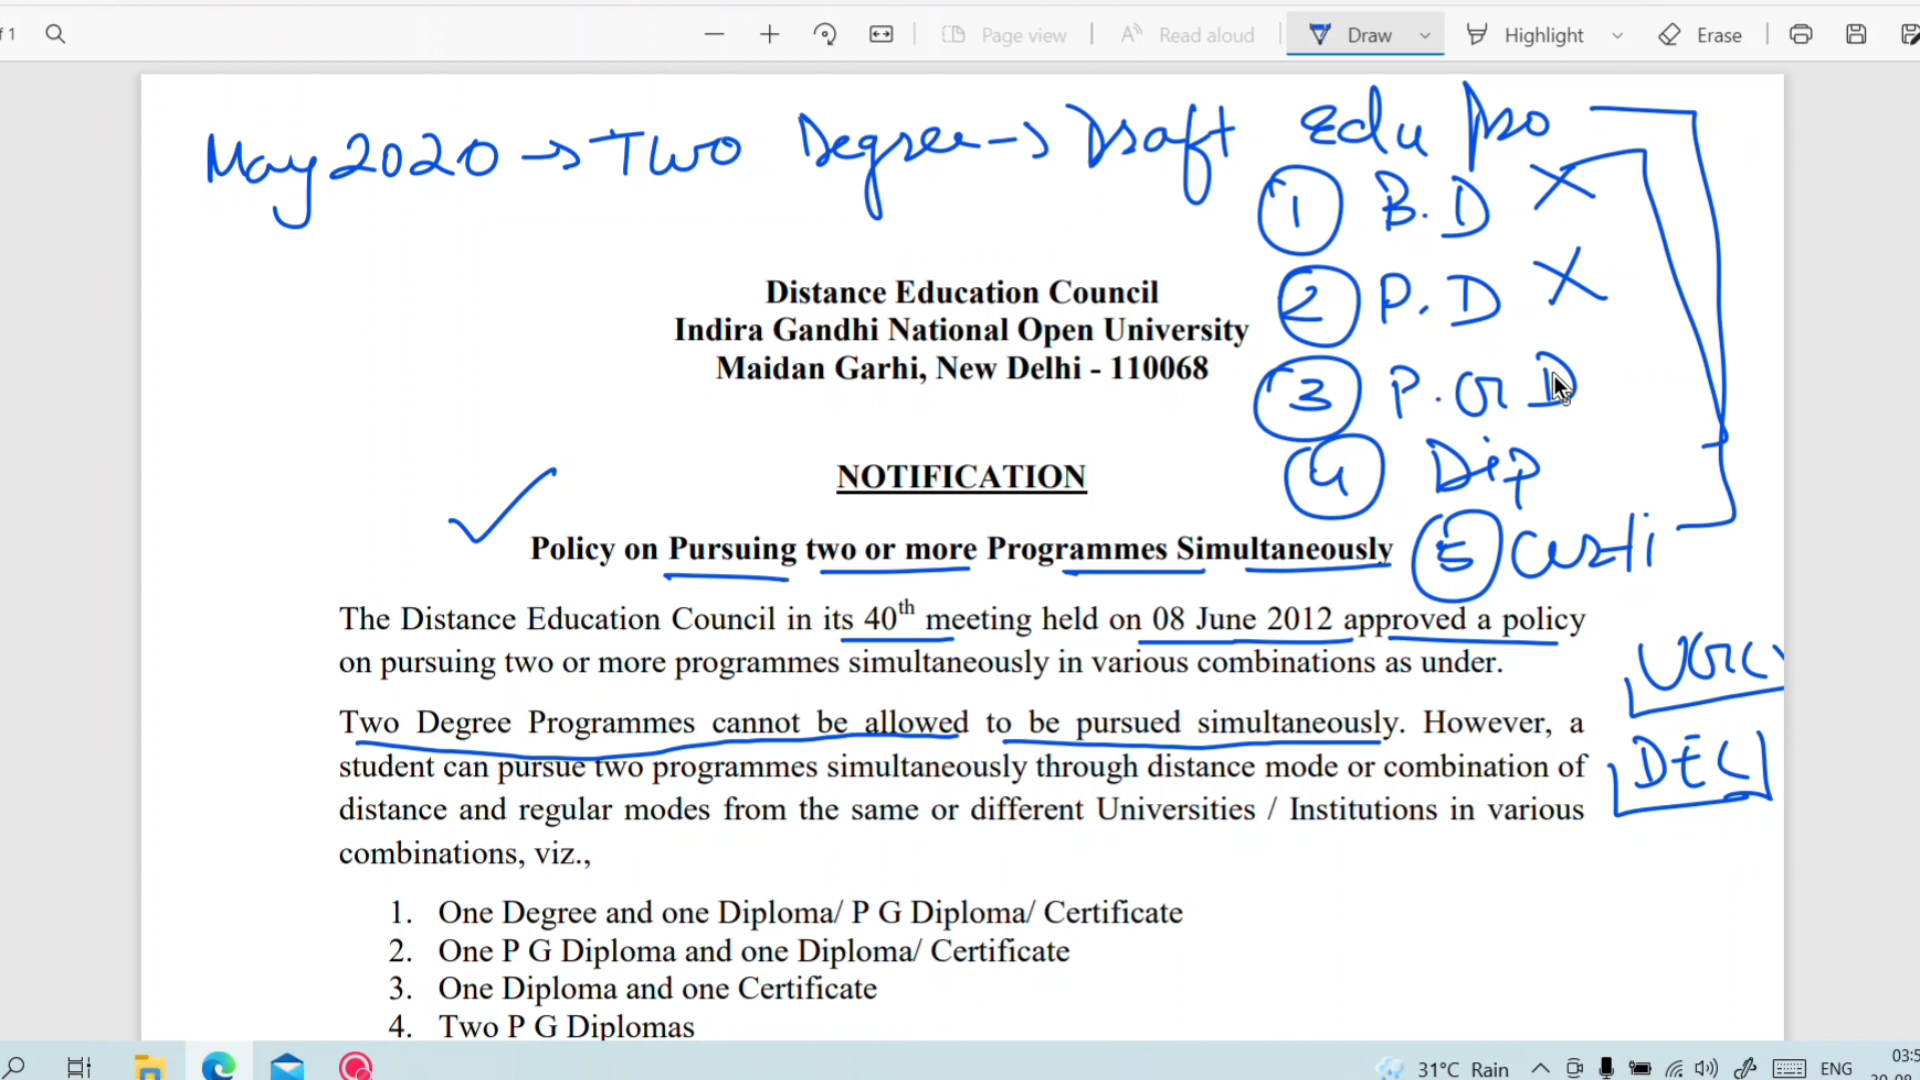 f 1 Page view Read aloud Draw Highlight Erase
May 2020 → Two Degree → Draft Edu Pro
1 B.D X
2 P.D X
3 P.G D
4 Dip
5 Certi
Distance Education Council
Indira Gandhi National Open University
Maidan Garhi, New Delhi - 110068
NOTIFICATION
Policy on Pursuing two or more Programmes Simultaneously
The Distance Education Council in its 40th meeting held on 08 June 2012 approved a policy
on pursuing two or more programmes simultaneously in various combinations as under.
UGC
Two Degree Programmes cannot be allowed to be pursued simultaneously. However, a
student can pursue two programmes simultaneously through distance mode or combination of
DEC
distance and regular modes from the same or different Universities / Institutions in various
combinations, viz.,
1. One Degree and one Diploma/ P G Diploma/ Certificate
2. One P G Diploma and one Diploma/ Certificate
3. One Diploma and one Certificate
4. Two P G Diplomas
31°C Rain ENG